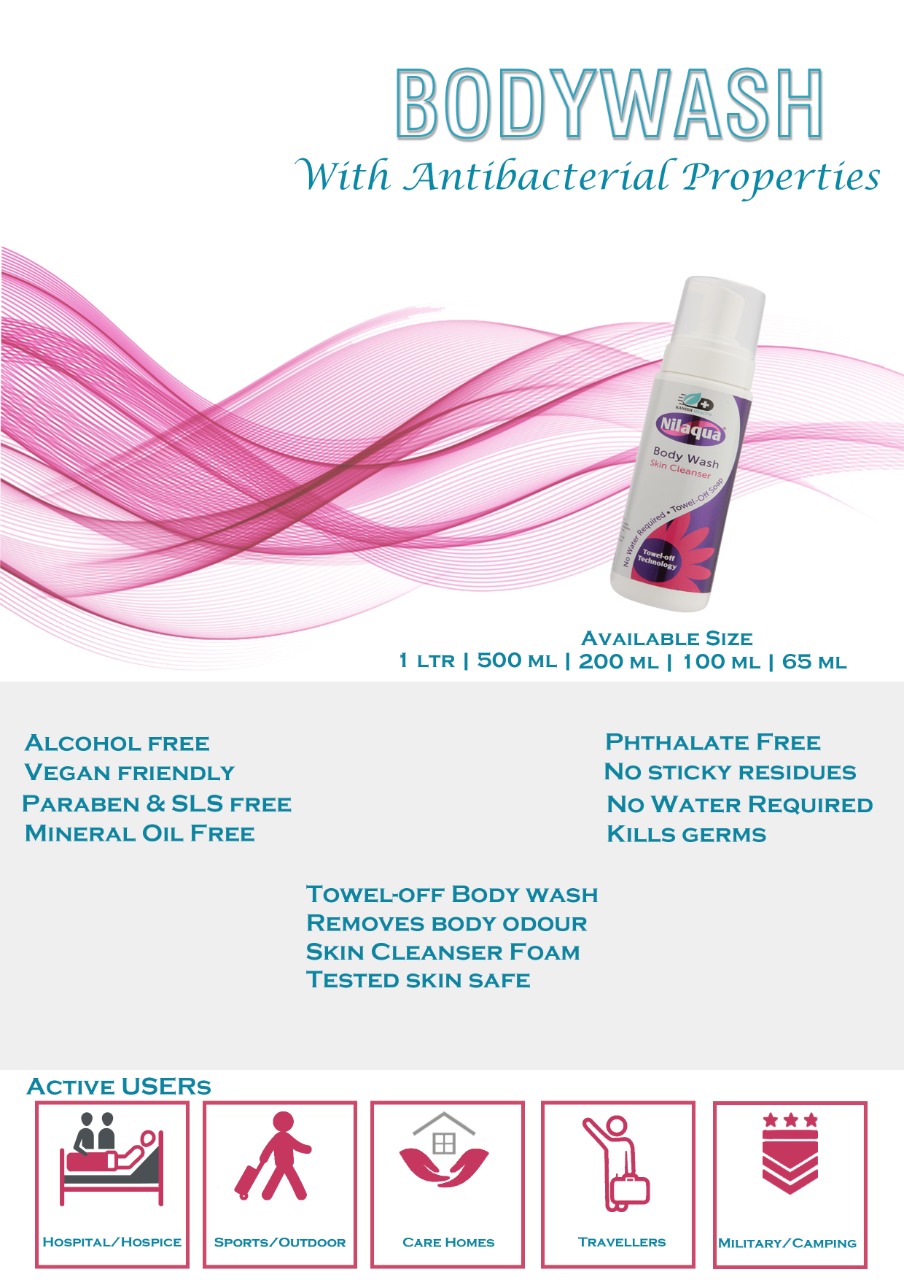 BODYWASH
With Antibacterial Properties
Nilaqua
Body Wash
Skin Cleanser
No Water Required • Towel-Off Soap
Towel-off
Technology
Available Size
1 ltr | 500 ml | 200 ml | 100 ml | 65 ml
Alcohol free
Vegan friendly
Paraben & SLS free
Mineral Oil Free
Phthalate Free
No sticky residues
No Water Required
Kills germs
Towel-off Body wash
Removes body odour
Skin Cleanser Foam
Tested skin safe
Active USERs
Hospital/Hospice
Sports/Outdoor
Care Homes
Travellers
Military/Camping